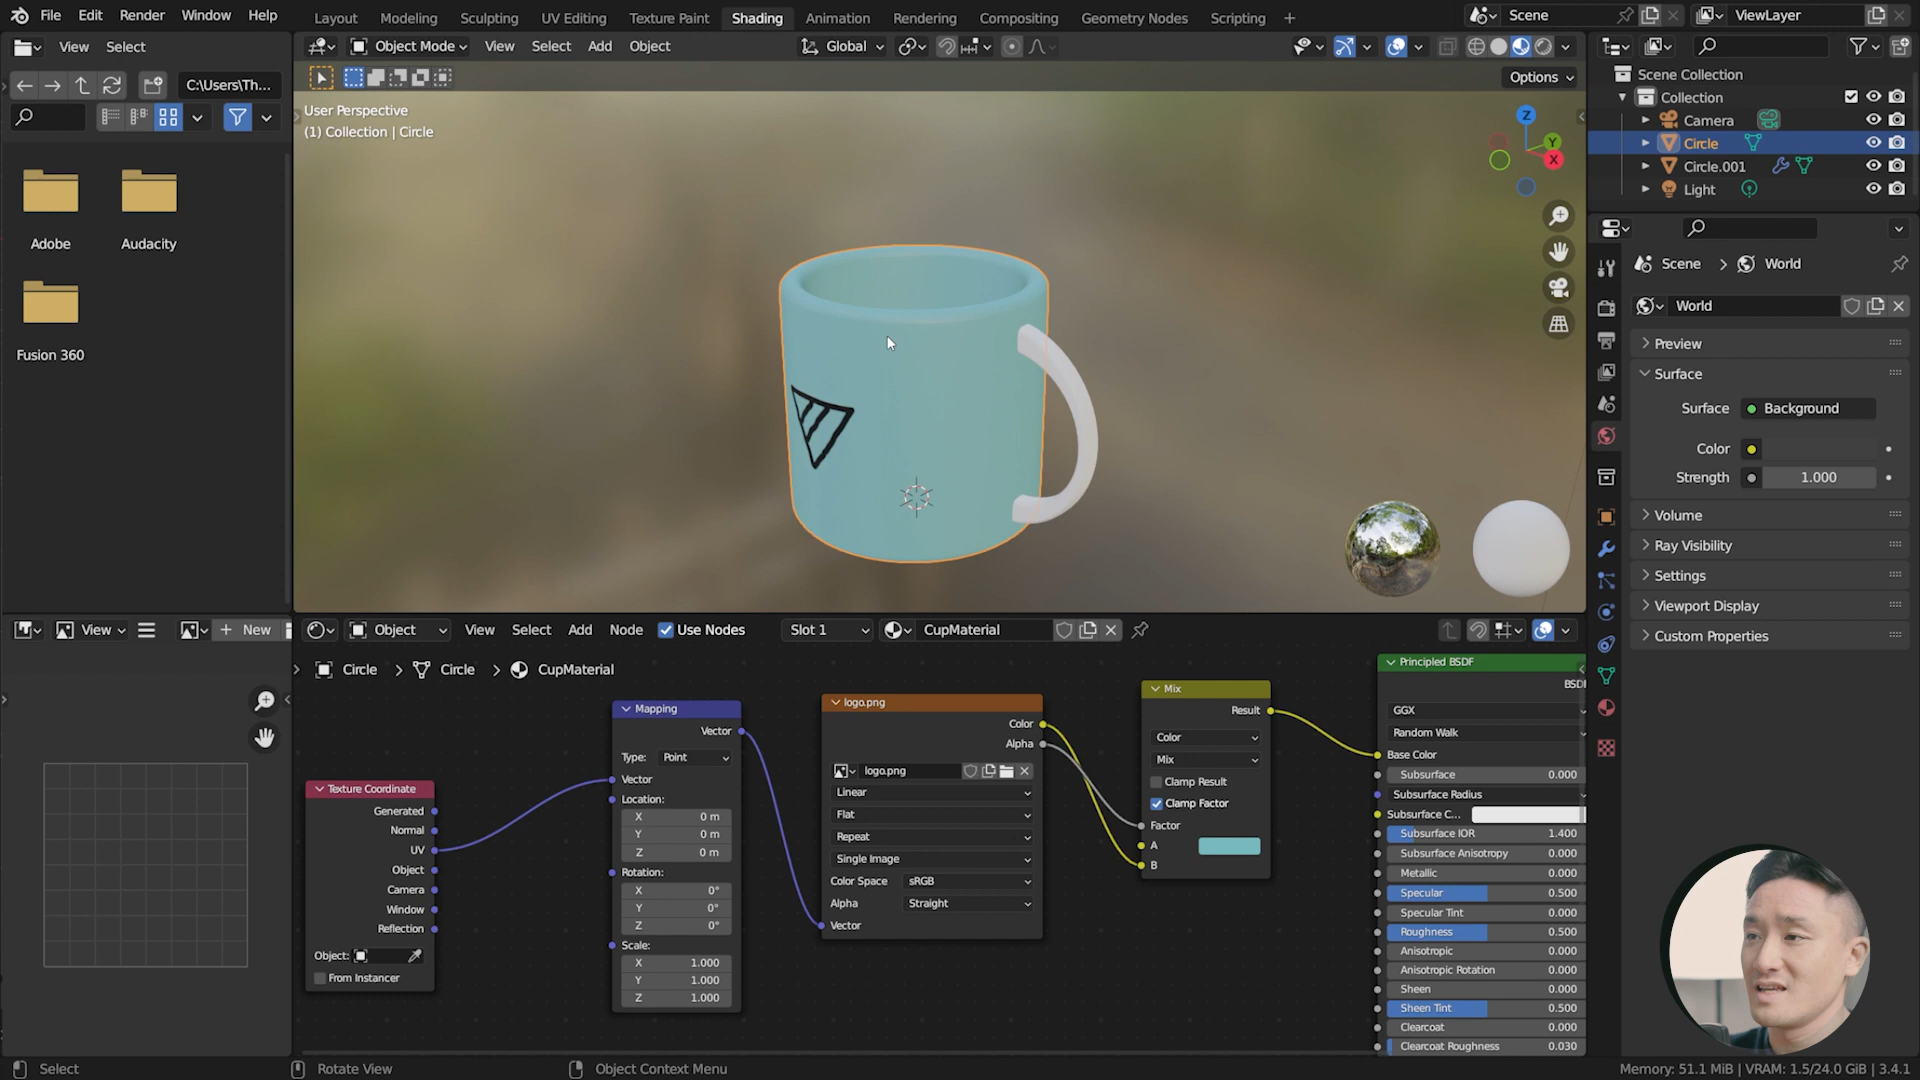 File Edit Render Window Help
Layout Modeling Sculpting UV Editing Texture Paint Shading Animation Rendering Compositing Geometry Nodes Scripting +
Scene
ViewLayer
View Select
Object Mode View Select Add Object
Global
C:\Users\Th...
Options
User Perspective
(1) Collection | Circle
Z
Y
X
Adobe
Audacity
Fusion 360
Scene Collection
Collection
Camera
Circle
Circle.001
Light
Scene > World
World
Preview
Surface
Surface Background
Color
Strength 1.000
Volume
Ray Visibility
Settings
Viewport Display
Custom Properties
View
+ New
Object View Select Add Node Use Nodes Slot 1 CupMaterial
Circle > Circle > CupMaterial
Texture Coordinate
Generated
Normal
UV
Object
Camera
Window
Reflection
Object:
From Instancer
Mapping
Vector
Type: Point
Vector
Location:
X 0 m
Y 0 m
Z 0 m
Rotation:
X 0°
Y 0°
Z 0°
Scale:
X 1.000
Y 1.000
Z 1.000
logo.png
Color
Alpha
logo.png
Linear
Flat
Repeat
Single Image
Color Space sRGB
Alpha Straight
Vector
Mix
Result
Color
Mix
Clamp Result
Clamp Factor
Factor
A
B
Principled BSDF
GGX
Random Walk
Base Color
Subsurface 0.000
Subsurface Radius
Subsurface C...
Subsurface IOR 1.400
Subsurface Anisotropy 0.000
Metallic 0.000
Specular 0.500
Specular Tint 0.000
Roughness 0.500
Anisotropic 0.000
Anisotropic Rotation 0.000
Sheen 0.000
Sheen Tint 0.500
Clearcoat 0.000
Clearcoat Roughness 0.030
Select
Rotate View
Object Context Menu
Memory: 51.1 MiB | VRAM: 1.5/24.0 GiB | 3.4.1